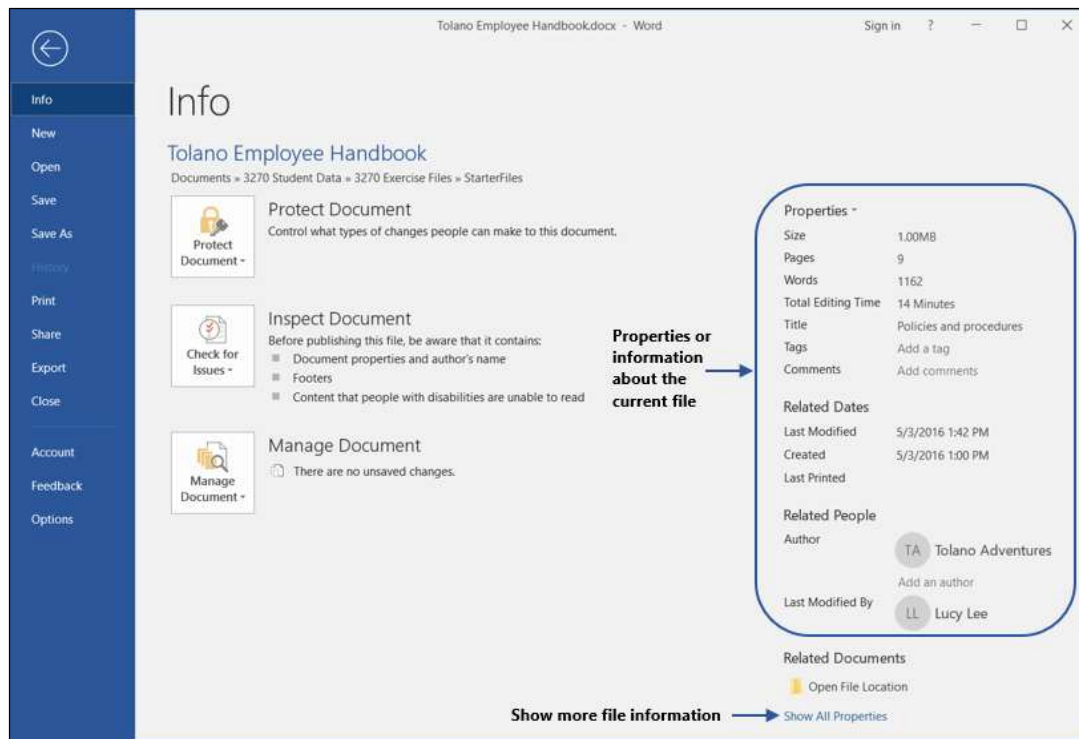 Tolano Employee Handbook.docx - Word
Sign in ?
Info
New
Open
Save
Save As
History
Print
Share
Export
Close
Account
Feedback
Options
Info
Tolano Employee Handbook
Documents » 3270 Student Data » 3270 Exercise Files » StarterFiles
Protect Document
Protect Document
Control what types of changes people can make to this document.
Check for Issues
Inspect Document
Before publishing this file, be aware that it contains:
Document properties and author's name
Footers
Content that people with disabilities are unable to read
Manage Document
Manage Document
There are no unsaved changes.
Properties or
information
about the
current file
Properties
Size 1.00MB
Pages 9
Words 1162
Total Editing Time 14 Minutes
Title Policies and procedures
Tags Add a tag
Comments Add comments
Related Dates
Last Modified 5/3/2016 1:42 PM
Created 5/3/2016 1:00 PM
Last Printed
Related People
Author TA Tolano Adventures
Add an author
Last Modified By LL Lucy Lee
Related Documents
Open File Location
Show more file information
Show All Properties